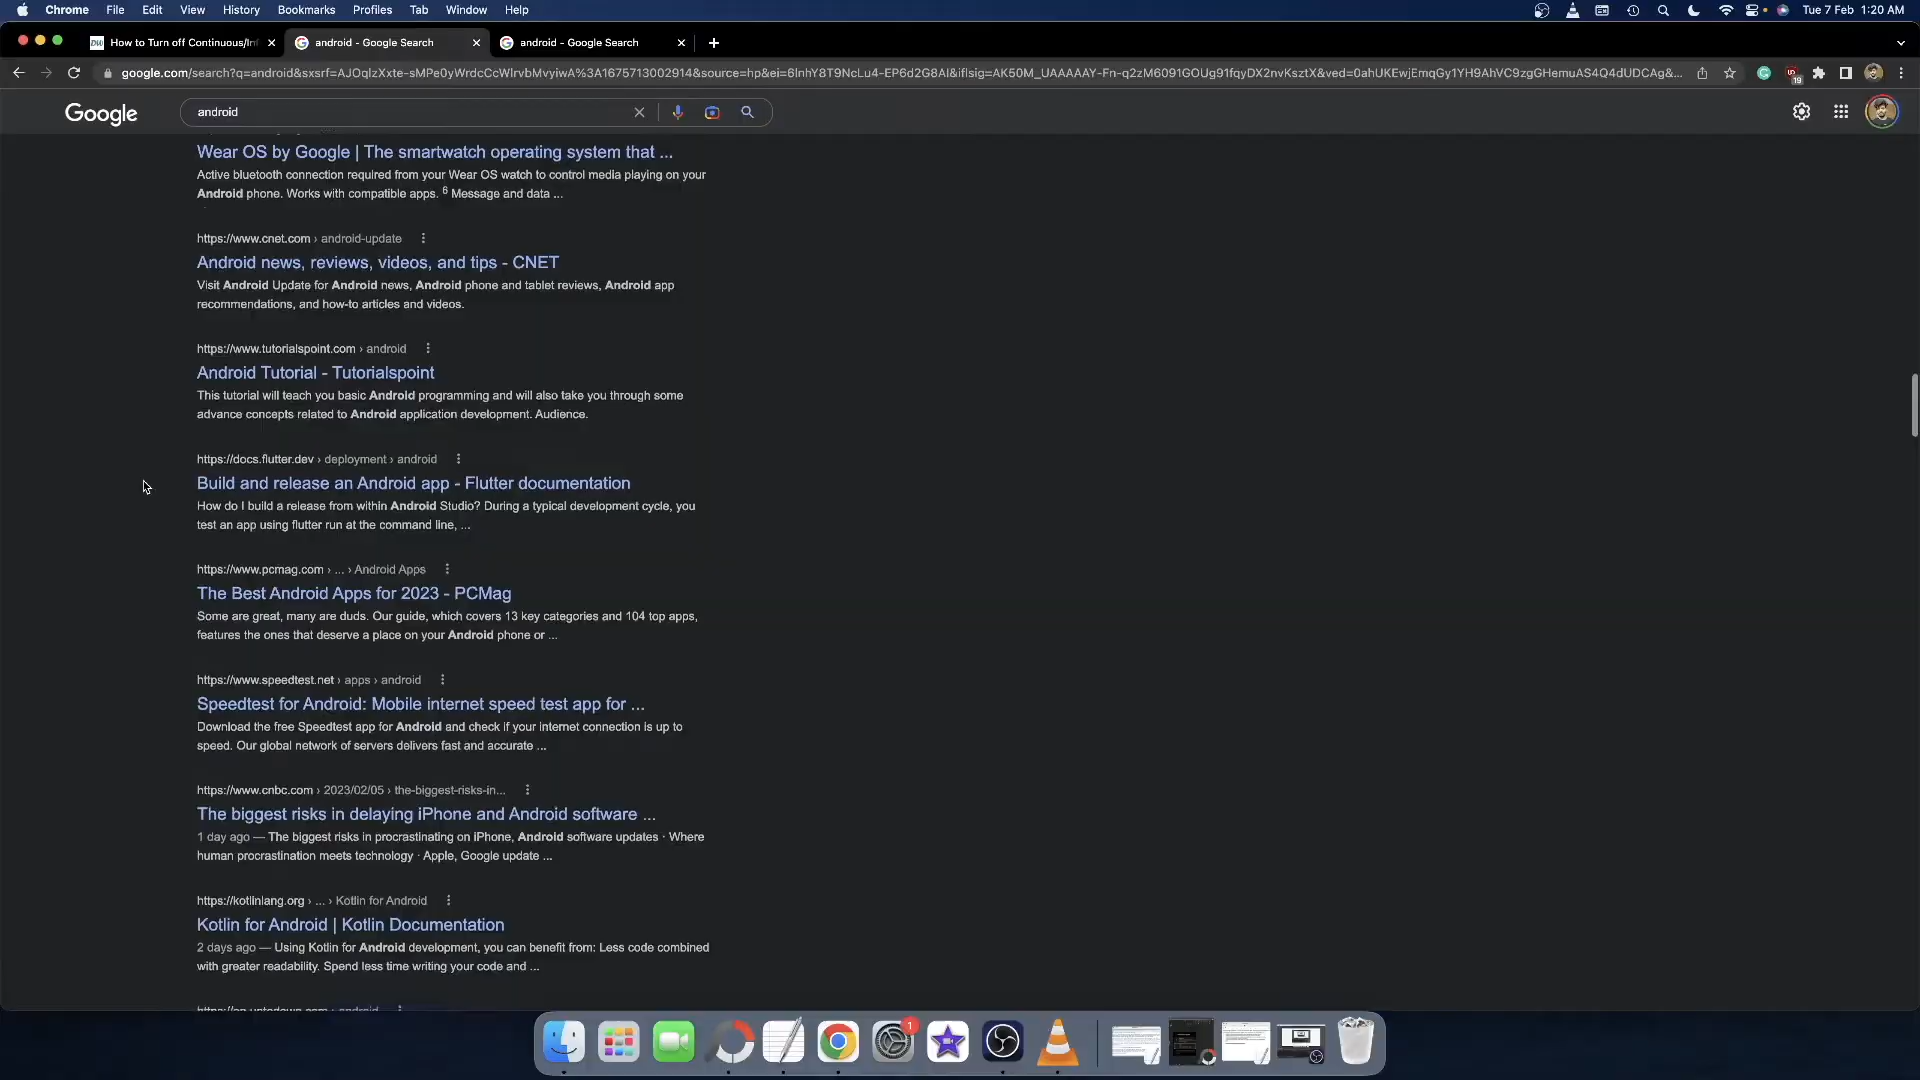 Chrome File Edit View History Bookmarks Profiles Tab Window Help Tue 7 Feb 1:20 AM
How to Turn off Continuous/Inf android - Google Search android - Google Search
google.com/search?q=android&sxsrf=
Google android
Wear OS by Google | The smartwatch operating system that ...
Active bluetooth connection required from your Wear OS watch to control media playing on your
Android phone. Works with compatible apps. 6 Message and data ...
https://www.cnet.com › android-update
Android news, reviews, videos, and tips - CNET
Visit Android Update for Android news, Android phone and tablet reviews, Android app
recommendations, and how-to articles and videos.
https://www.tutorialspoint.com › android
Android Tutorial - Tutorialspoint
This tutorial will teach you basic Android programming and will also take you through some
advance concepts related to Android application development. Audience.
https://docs.flutter.dev › deployment › android
Build and release an Android app - Flutter documentation
How do I build a release from within Android Studio? During a typical development cycle, you
test an app using flutter run at the command line, ...
https://www.pcmag.com › ... › Android Apps
The Best Android Apps for 2023 - PCMag
Some are great, many are duds. Our guide, which covers 13 key categories and 104 top apps,
features the ones that deserve a place on your Android phone or ...
https://www.speedtest.net › apps › android
Speedtest for Android: Mobile internet speed test app for ...
Download the free Speedtest app for Android and check if your internet connection is up to
speed. Our global network of servers delivers fast and accurate ...
https://www.cnbc.com › 2023/02/05 › the-biggest-risks-in...
The biggest risks in delaying iPhone and Android software ...
1 day ago — The biggest risks in procrastinating on iPhone, Android software updates · Where
human procrastination meets technology · Apple, Google update ...
https://kotlinlang.org › ... › Kotlin for Android
Kotlin for Android | Kotlin Documentation
2 days ago — Using Kotlin for Android development, you can benefit from: Less code combined
with greater readability. Spend less time writing your code and ...
1